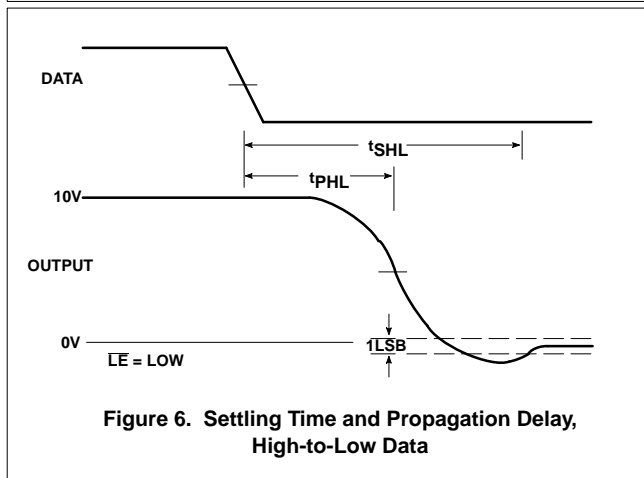 DATA
tSHL
tPHL
10V
OUTPUT
0V
1LSB
LE = LOW
Figure 6. Settling Time and Propagation Delay,
High-to-Low Data